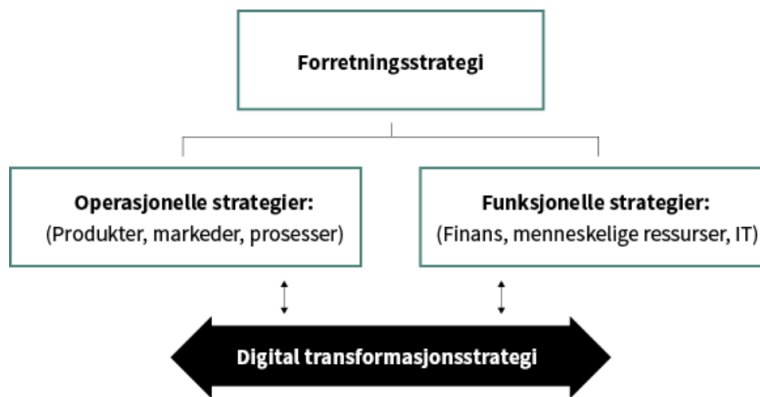 Forretningsstrategi
Operasjonelle strategier:
(Produkter, markeder, prosesser)
Funksjonelle strategier:
(Finans, menneskelige ressurser, IT)
Digital transformasjonsstrategi